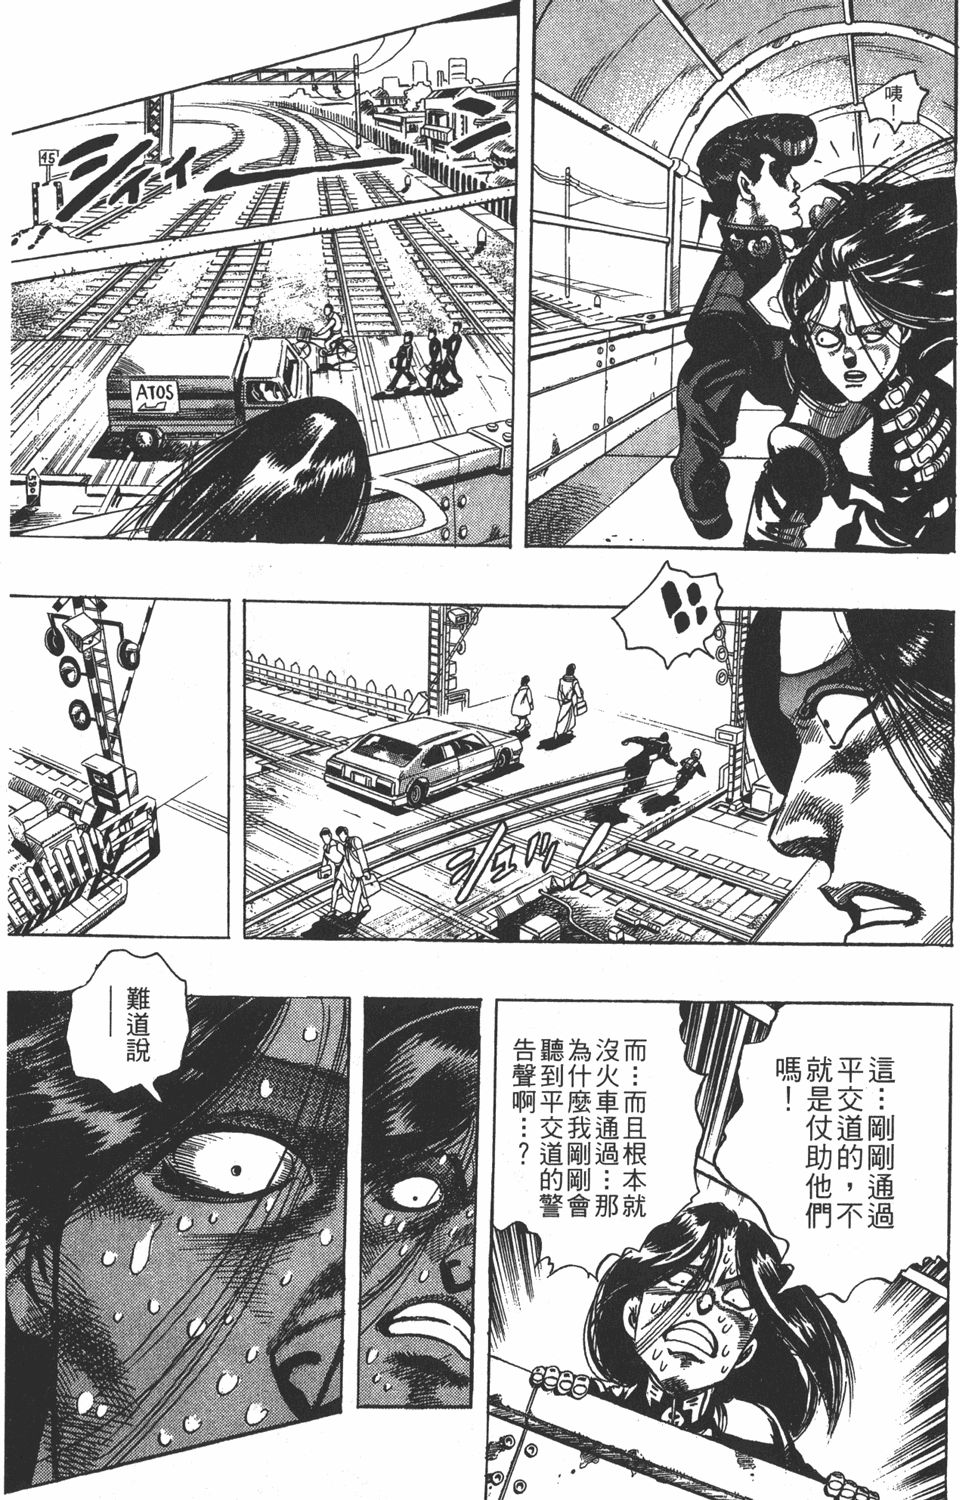 咦！
シィィー
45
ATOS
530
!!
シュッ！
這…剛剛通過
平交道的，不
就是仗助他們
嗎！
而…而且根本就
沒火車通過…那
為什麼我剛剛會
聽到平交道的警
告聲啊…？
難道說
——